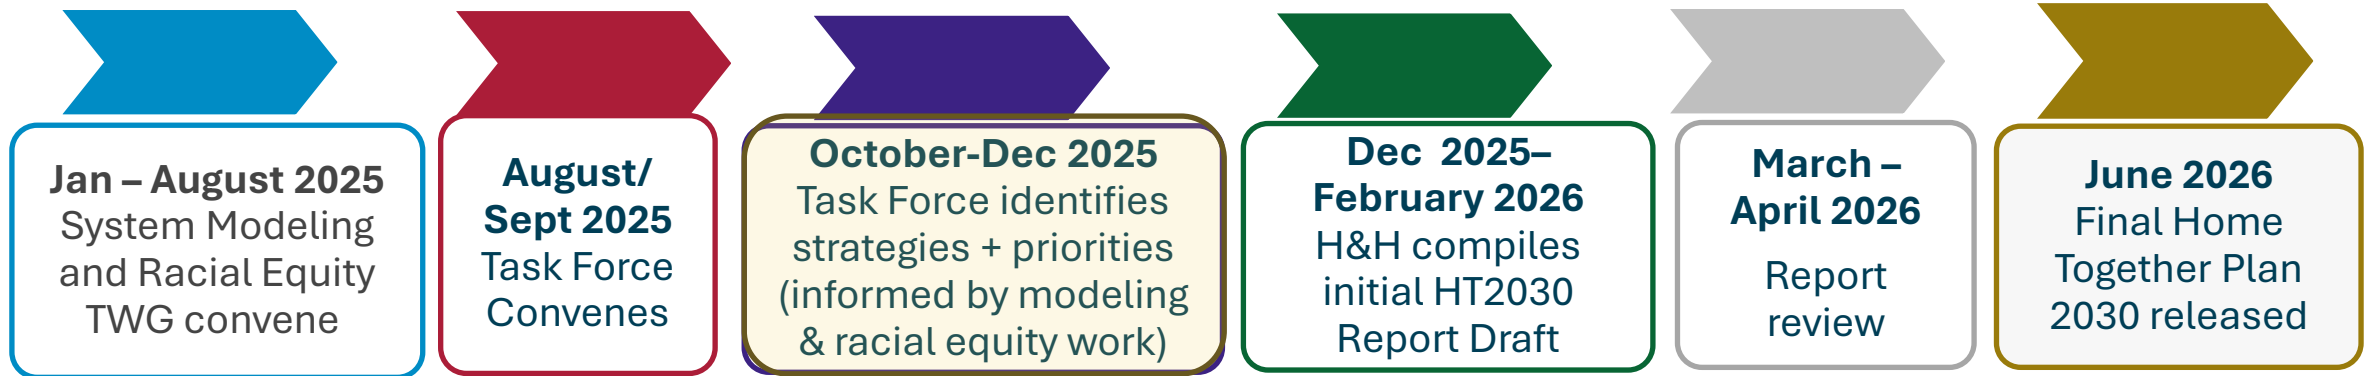 Jan – August 2025
System Modeling
and Racial Equity
TWG convene
August/
Sept 2025
Task Force
Convenes
October-Dec 2025
Task Force identifies
strategies + priorities
(informed by modeling
& racial equity work)
Dec  2025–
February 2026
H&H compiles
initial HT2030
Report Draft
March –
April 2026
Report
review
June 2026
Final Home
Together Plan
2030 released